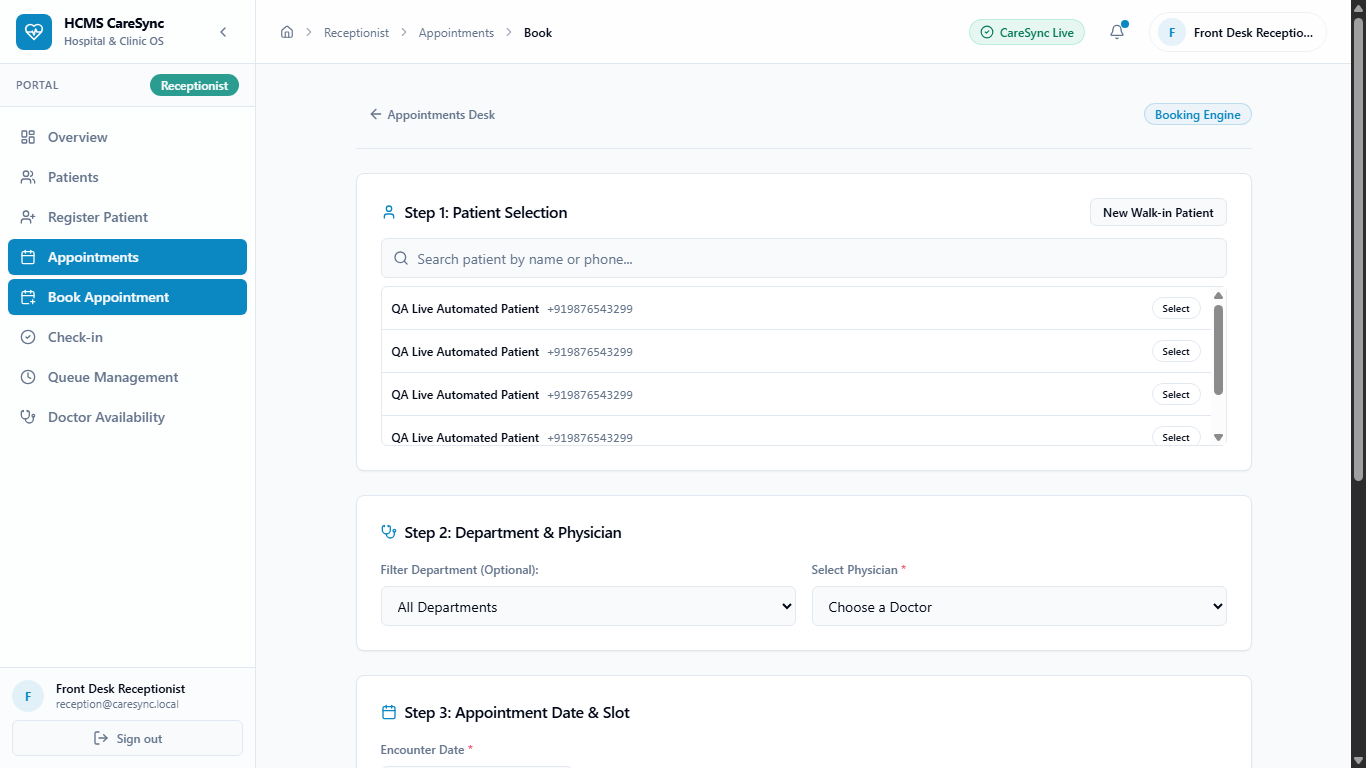 HCMS CareSync
Hospital & Clinic OS
Receptionist
Appointments
Book
CareSync Live
F
Front Desk Receptio...
PORTAL
Receptionist
Overview
Patients
Register Patient
Appointments
Book Appointment
Check-in
Queue Management
Doctor Availability
F
Front Desk Receptionist
reception@caresync.local
Sign out
Appointments Desk
Booking Engine
Step 1: Patient Selection
New Walk-in Patient
Search patient by name or phone...
QA Live Automated Patient +919876543299 Select
QA Live Automated Patient +919876543299 Select
QA Live Automated Patient +919876543299 Select
QA Live Automated Patient +919876543299 Select
Step 2: Department & Physician
Filter Department (Optional): Select Physician *
All Departments Choose a Doctor
Step 3: Appointment Date & Slot
Encounter Date *